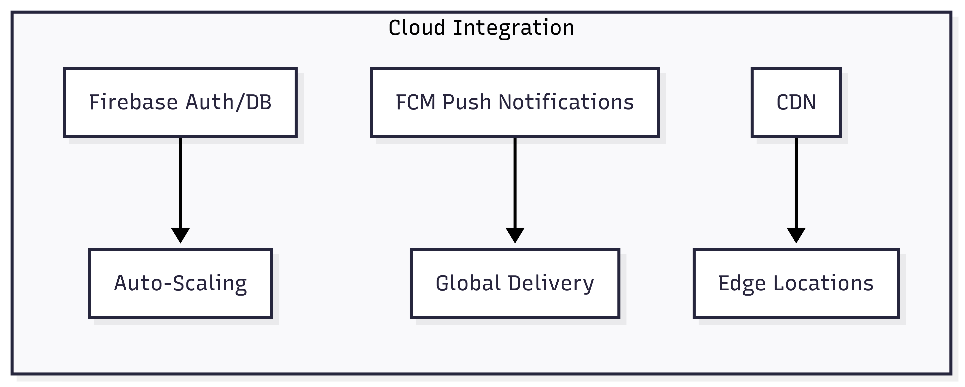 Cloud Integration
Firebase Auth/DB
FCM Push Notifications
CDN
Auto-Scaling
Global Delivery
Edge Locations